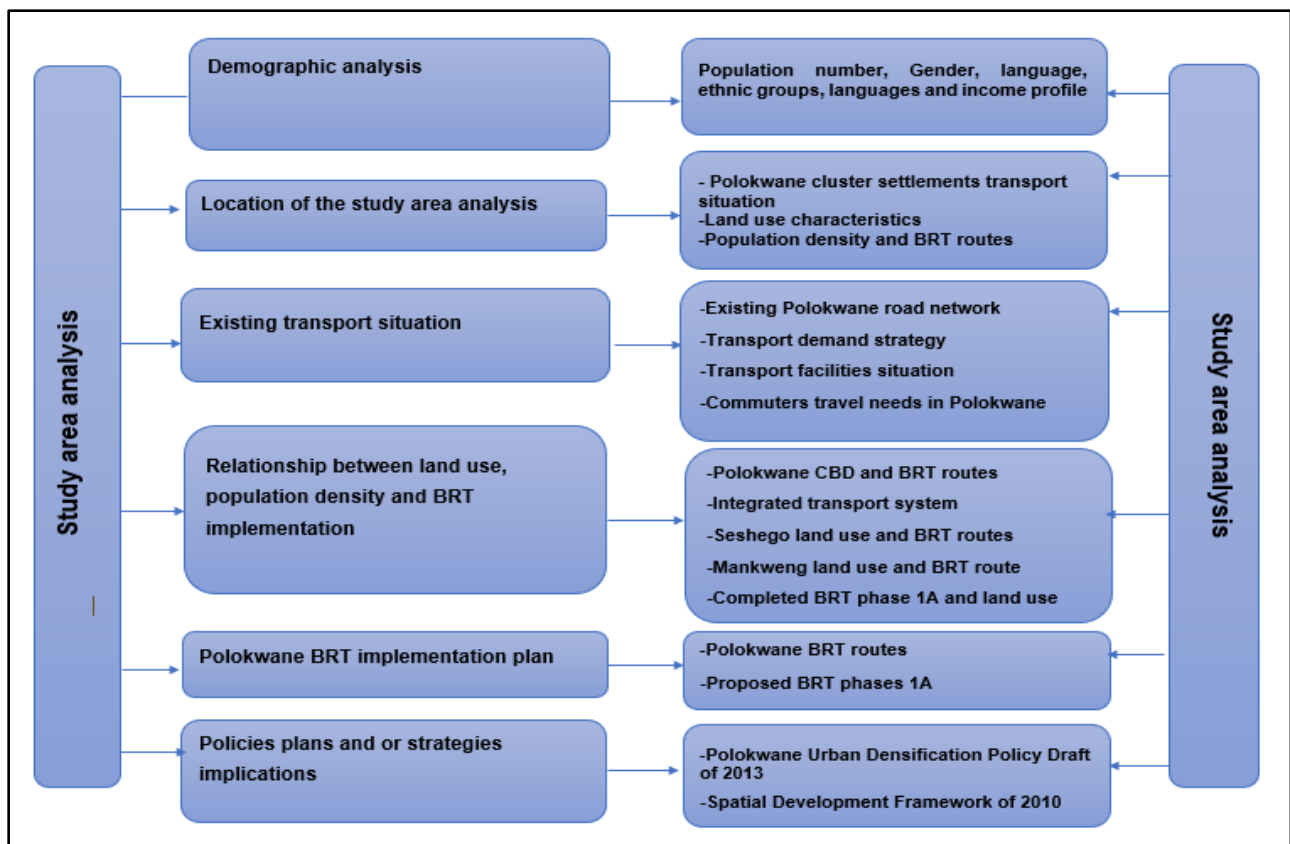 Study area analysis
Demographic analysis
Population number, Gender, language,
ethnic groups, languages and income profile
Location of the study area analysis
- Polokwane cluster settlements transport
situation
-Land use characteristics
-Population density and BRT routes
Existing transport situation
-Existing Polokwane road network
-Transport demand strategy
-Transport facilities situation
-Commuters travel needs in Polokwane
Relationship between land use,
population density and BRT
implementation
-Polokwane CBD and BRT routes
-Integrated transport system
-Seshego land use and BRT routes
-Mankweng land use and BRT route
-Completed BRT phase 1A and land use
Polokwane BRT implementation plan
-Polokwane BRT routes
-Proposed BRT phases 1A
Policies plans and or strategies
implications
-Polokwane Urban Densification Policy Draft
of 2013
-Spatial Development Framework of 2010
Study area analysis